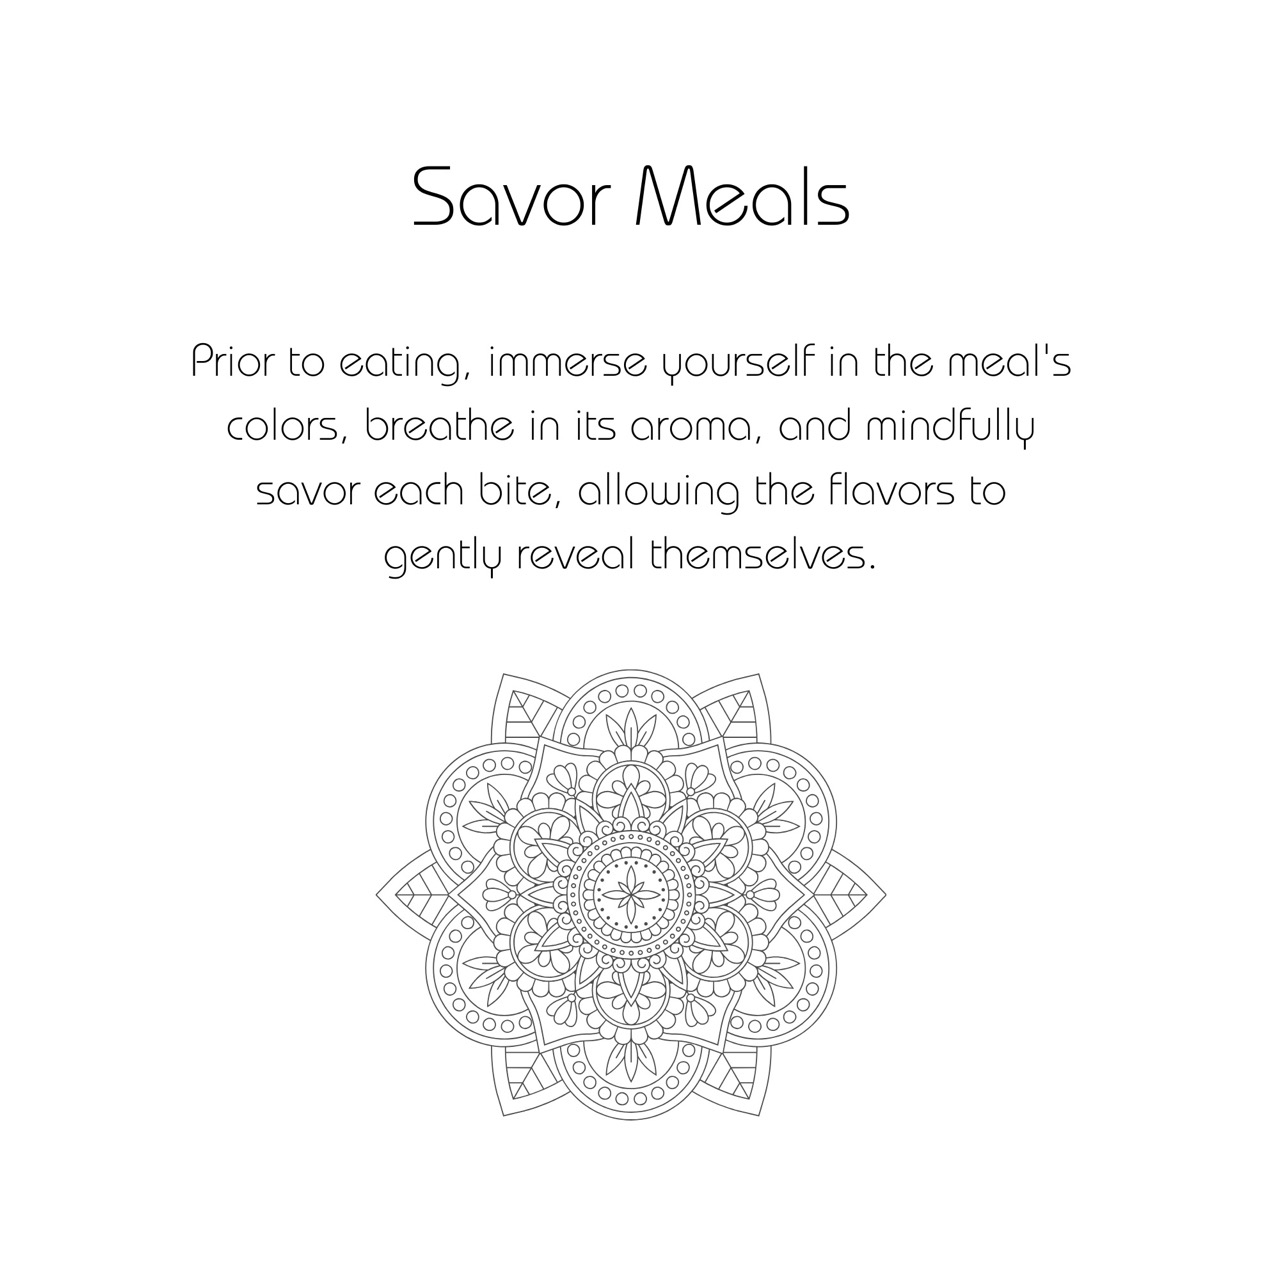 Savor Meals
Prior to eating, immerse yourself in the meal's
colors, breathe in its aroma, and mindfully
savor each bite, allowing the flavors to
gently reveal themselves.